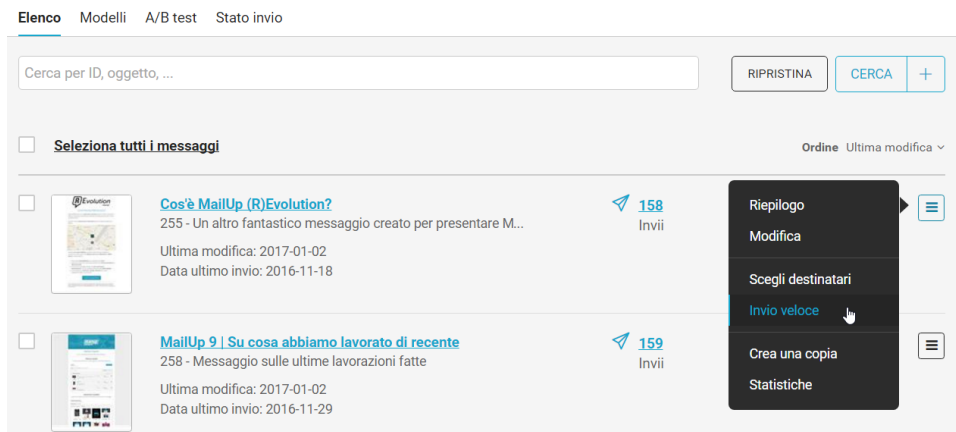 Elenco Modelli A/B test Stato invio
Cerca per ID, oggetto, ...
RIPRISTINA CERCA +
Seleziona tutti i messaggi
Ordine Ultima modifica
(R)Evolution
Cos'è MailUp (R)Evolution?
255 - Un altro fantastico messaggio creato per presentare M...
Ultima modifica: 2017-01-02
Data ultimo invio: 2016-11-18
158
Invii
Riepilogo
Modifica
Scegli destinatari
Invio veloce
Crea una copia
Statistiche
MailUp 9 | Su cosa abbiamo lavorato di recente
258 - Messaggio sulle ultime lavorazioni fatte
Ultima modifica: 2017-01-02
Data ultimo invio: 2016-11-29
159
Invii